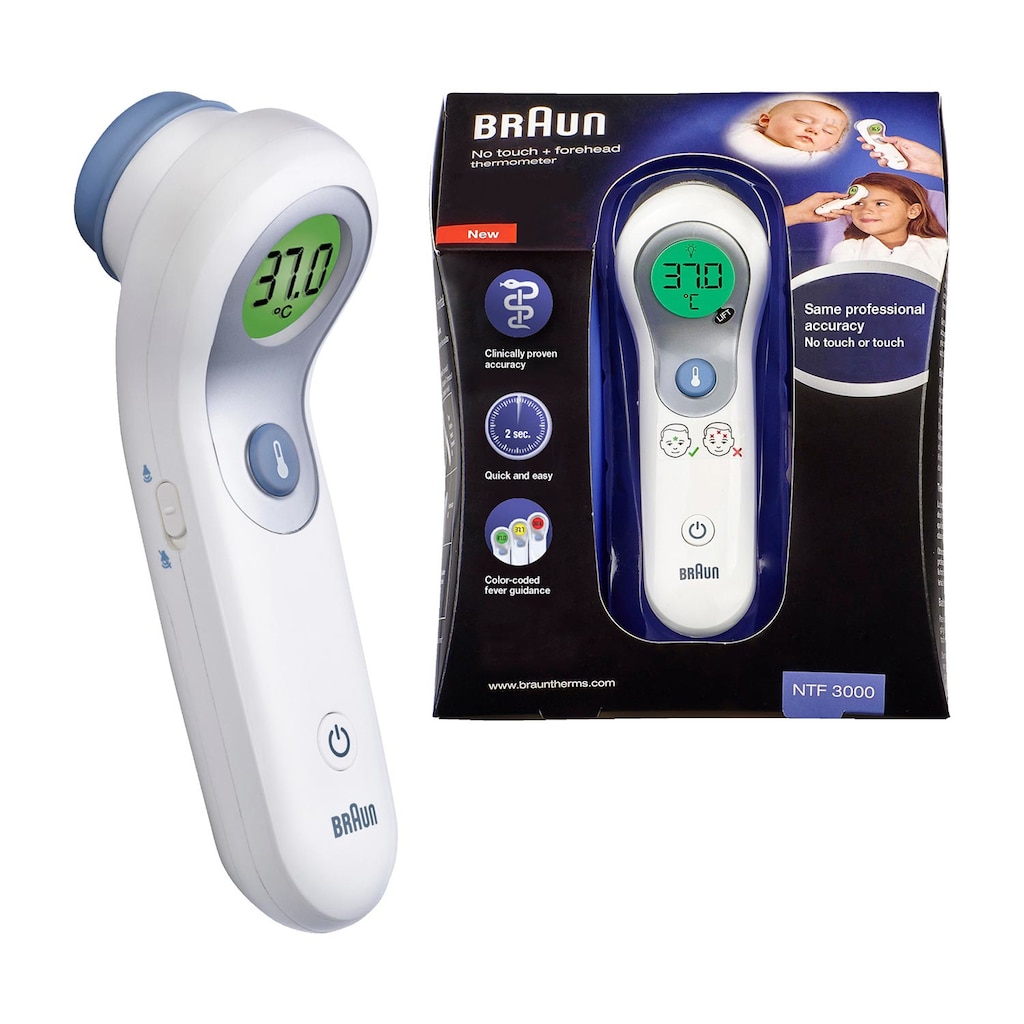 37.0
°C
BRAUN
BRAUN
No touch + forehead
thermometer
New
37.0
°C
LIFT
Same professional
accuracy
No touch or touch
Clinically proven
accuracy
2 sec.
Quick and easy
Color-coded
fever guidance
BRAUN
www.brauntherms.com
NTF 3000